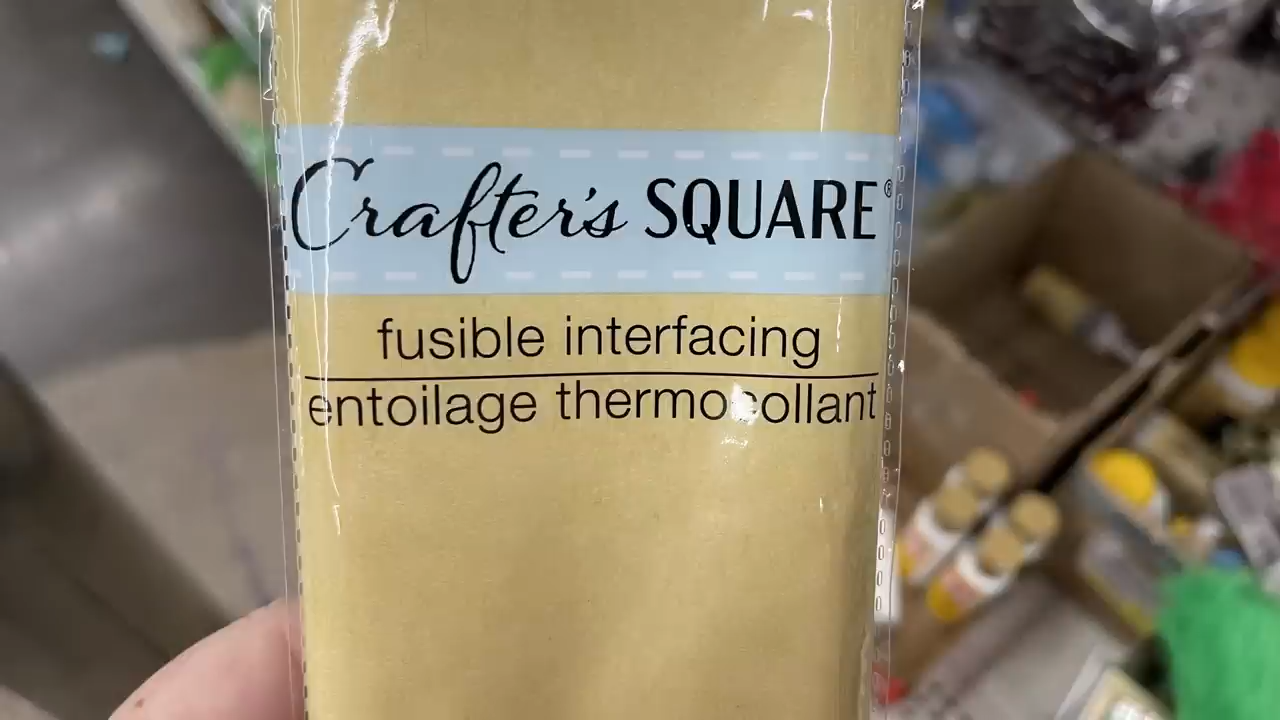 Crafter's SQUARE®
fusible interfacing
entoilage thermocollant